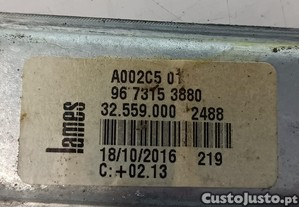 A002C5 01
96 7315 3880
32.559.000 2488
lames
18/10/2016 219
C:+02.13
CustoJusto.pt